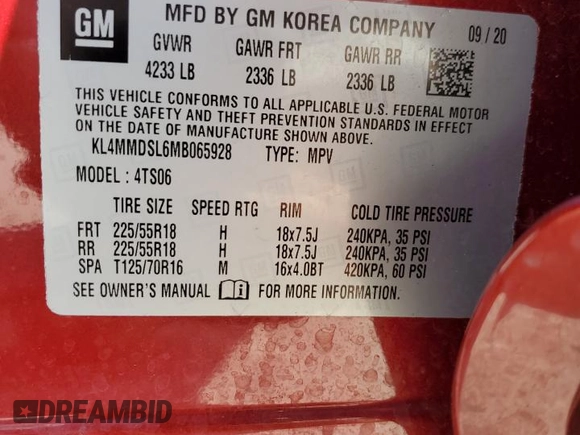 GM
MFD BY GM KOREA COMPANY 09 / 20
GVWR GAWR FRT GAWR RR
4233 LB 2336 LB 2336 LB
THIS VEHICLE CONFORMS TO ALL APPLICABLE U.S. FEDERAL MOTOR
VEHICLE SAFETY AND THEFT PREVENTION STANDARDS IN EFFECT
ON THE DATE OF MANUFACTURE SHOWN ABOVE.
KL4MMDSL6MB065928 TYPE: MPV
MODEL : 4TS06
TIRE SIZE SPEED RTG RIM COLD TIRE PRESSURE
FRT 225/55R18 H 18x7.5J 240KPA, 35 PSI
RR 225/55R18 H 18x7.5J 240KPA, 35 PSI
SPA T125/70R16 M 16x4.0BT 420KPA, 60 PSI
SEE OWNER'S MANUAL FOR MORE INFORMATION.
DREAMBID